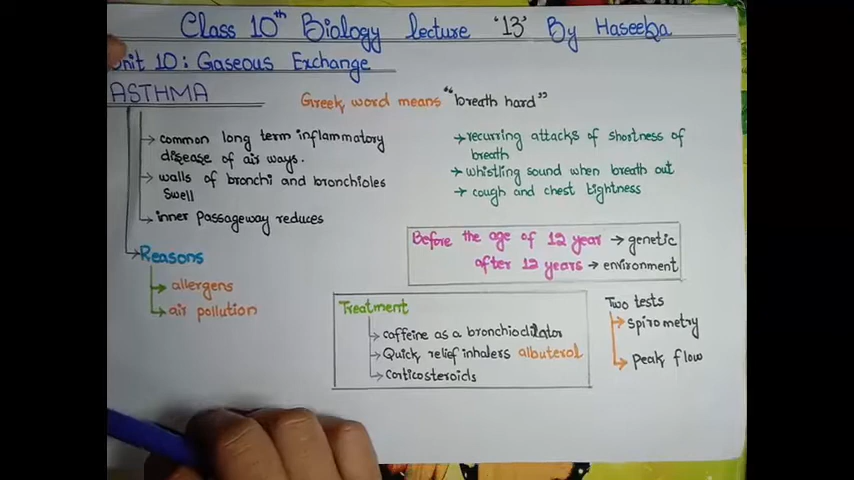 Class 10th Biology lecture '13' By Haseeba
Unit 10: Gaseous Exchange
ASTHMA
Greek word means "breath hard"
common long term inflammatory
disease of air ways.
walls of bronchi and bronchioles
swell
inner passageway reduces
recurring attacks of shortness of
breath
whistling sound when breath out
cough and chest tightness
Reasons
allergens
air pollution
Before the age of 12 year → genetic
after 12 years → environment
Treatment
caffeine as a bronchiodilator
Quick relief inhalers albuterol
corticosteroids
Two tests
spirometry
Peak flow